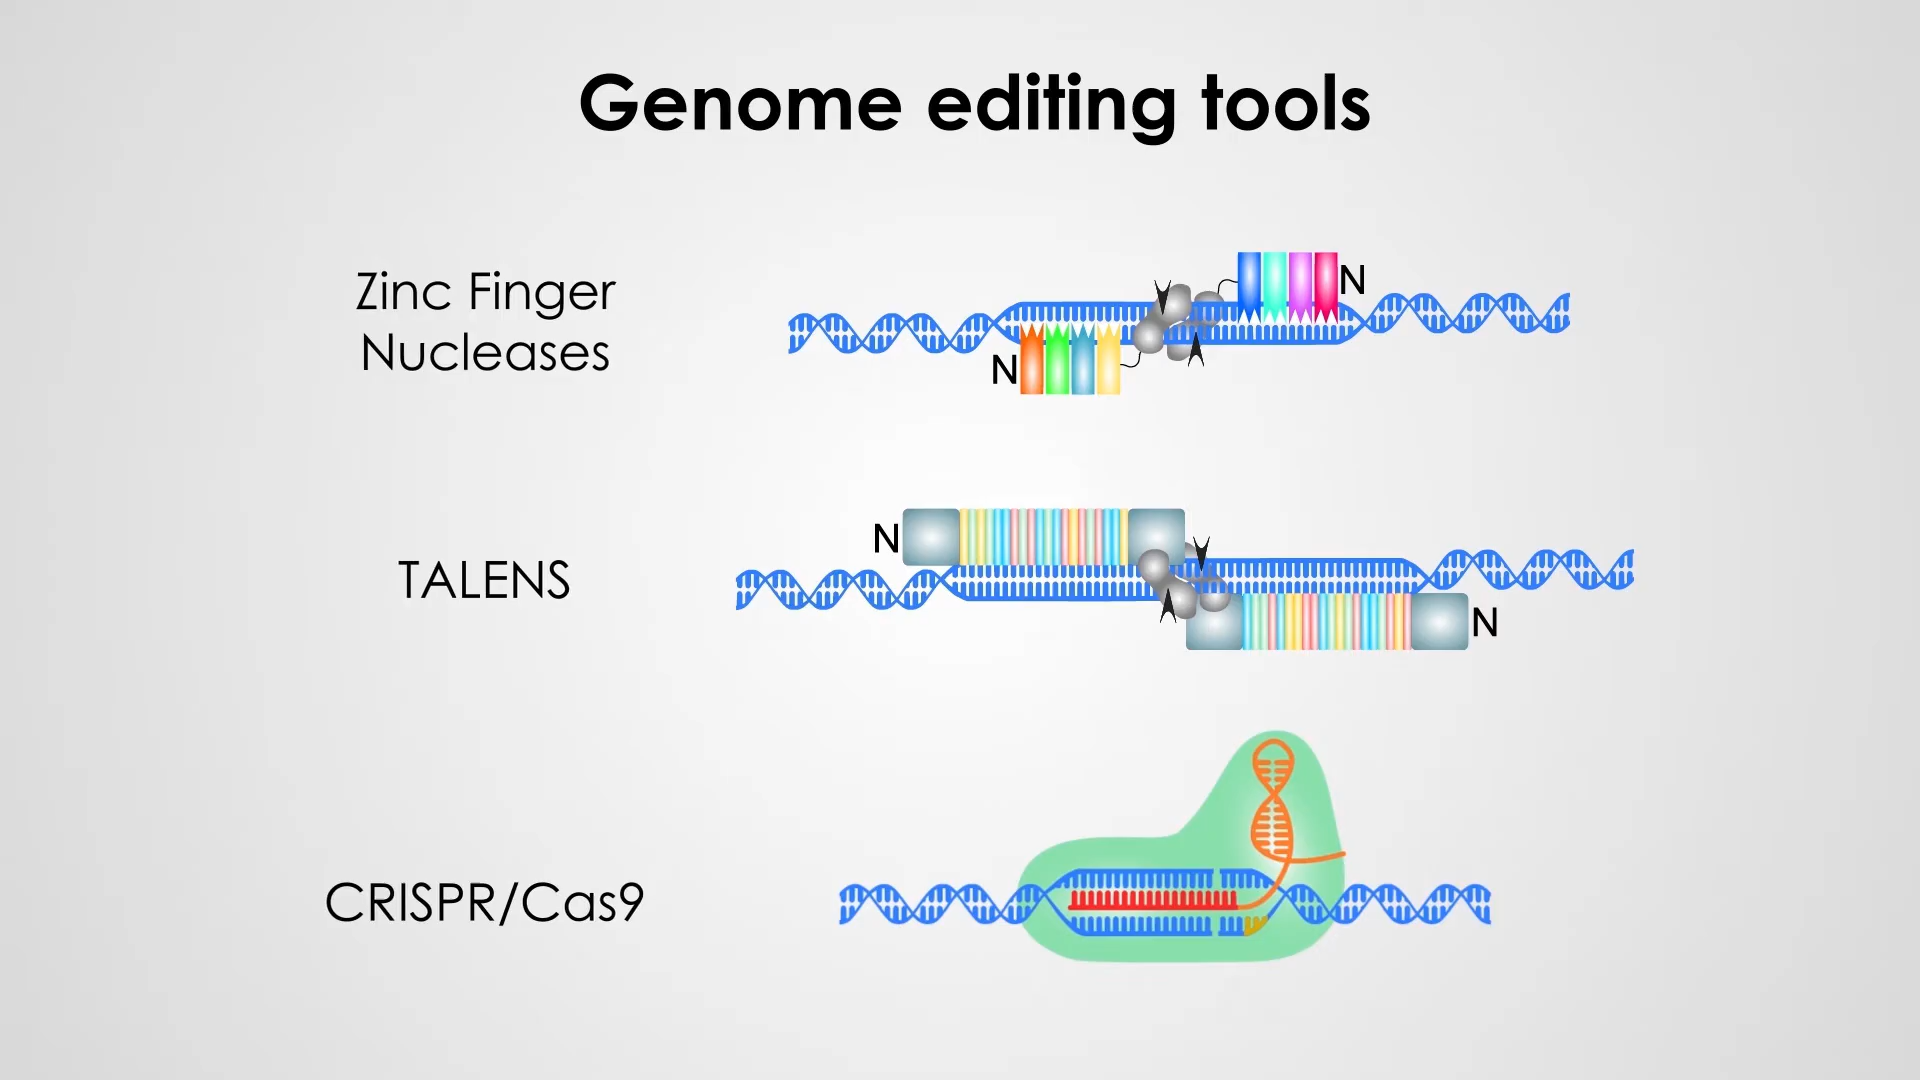 Genome editing tools
Zinc Finger
Nucleases
N
N
TALENS
N
N
CRISPR/Cas9